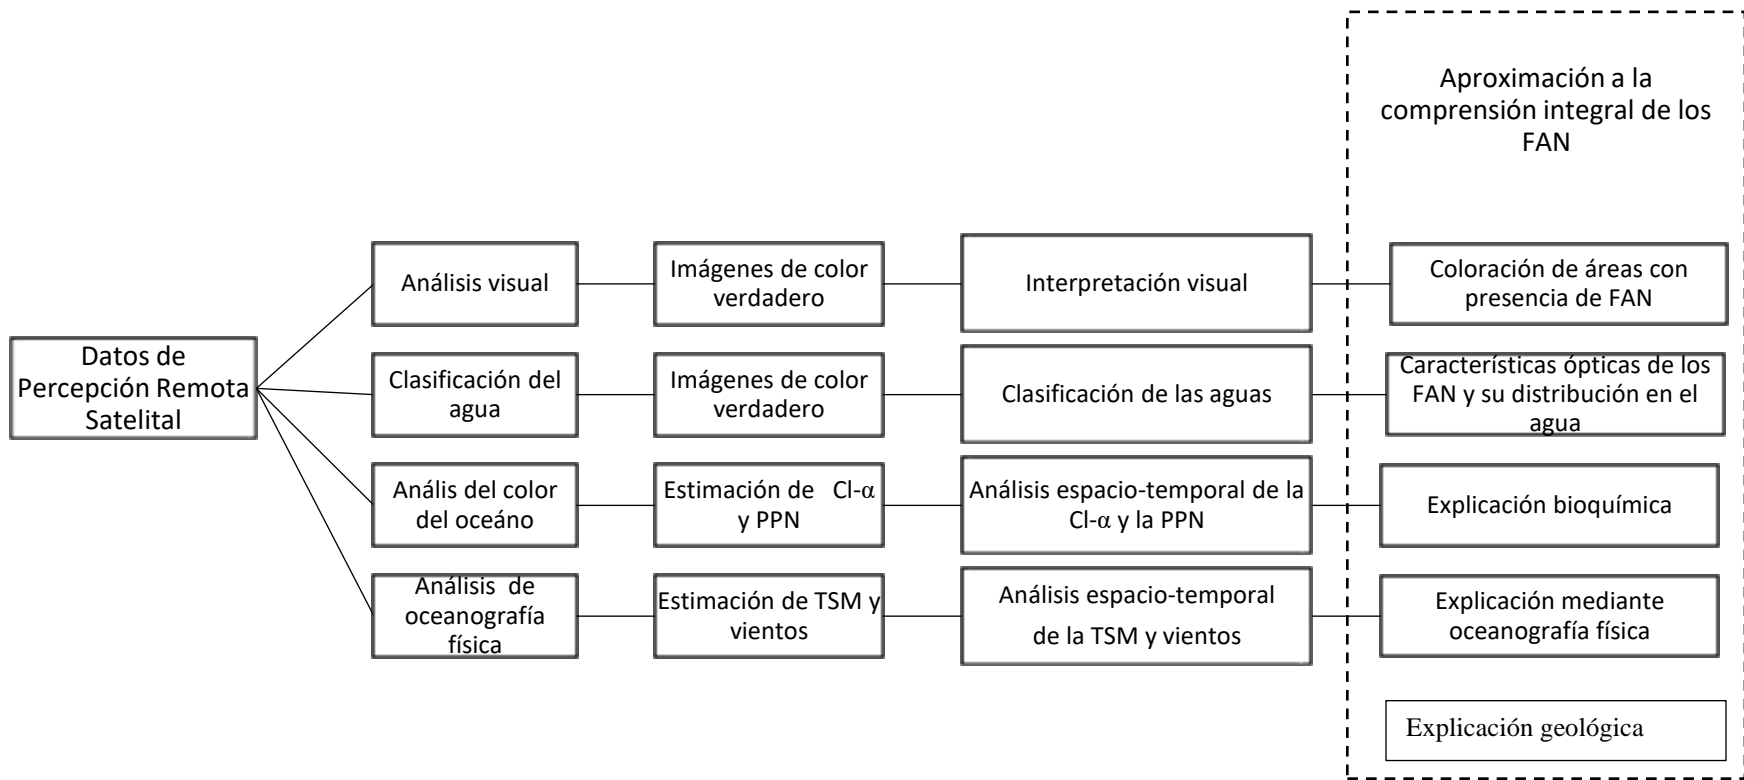 Aproximación a la
comprensión integral de los
FAN
Datos de
Percepción Remota
Satelital
Análisis visual
Imágenes de color
verdadero
Interpretación visual
Coloración de áreas con
presencia de FAN
Clasificación del
agua
Imágenes de color
verdadero
Clasificación de las aguas
Característícas ópticas de los
FAN y su distribución en el
agua
Anális del color
del oceáno
Estimación de Cl-α
y PPN
Análisis espacio-temporal de la
Cl-α y la PPN
Explicación bioquímica
Análisis de
oceanografía
física
Estimación de TSM y
vientos
Análisis espacio-temporal
de la TSM y vientos
Explicación mediante
oceanografía física
Explicación geológica